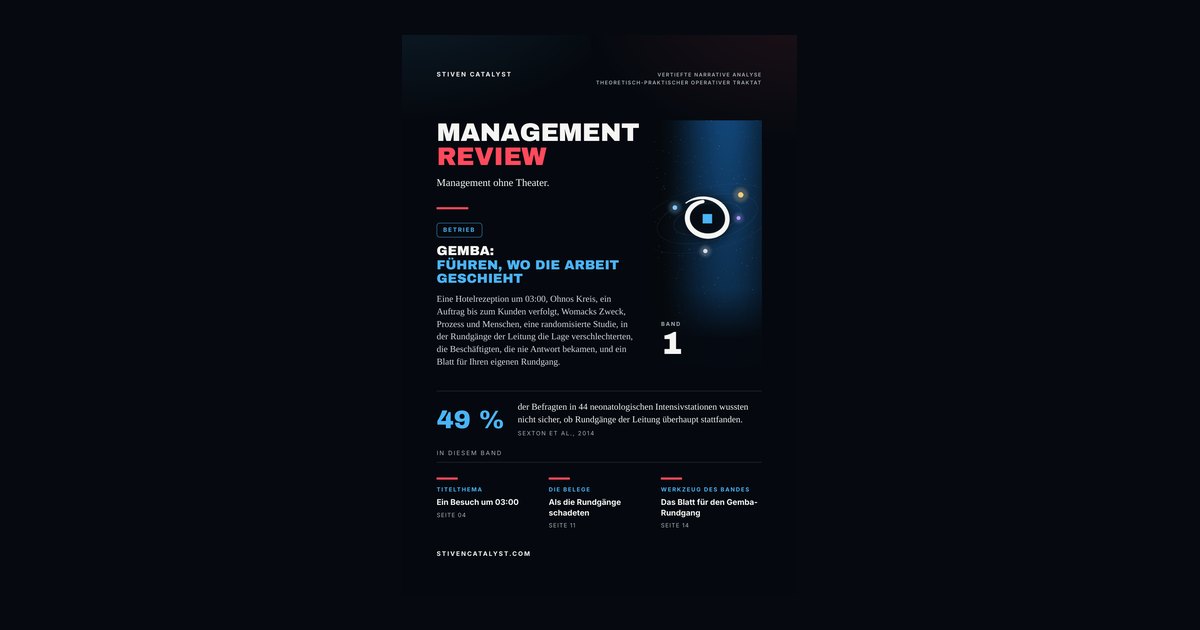 STIVEN CATALYST
VERTIEFTE NARRATIVE ANALYSE
THEORETISCH-PRAKTISCHER OPERATIVER TRAKTAT
MANAGEMENT
REVIEW
Management ohne Theater.
BETRIEB
GEMBA:
FÜHREN, WO DIE ARBEIT
GESCHIEHT
Eine Hotelrezeption um 03:00, Ohnos Kreis, ein
Auftrag bis zum Kunden verfolgt, Womacks Zweck,
Prozess und Menschen, eine randomisierte Studie, in
der Rundgänge der Leitung die Lage verschlechterten,
die Beschäftigten, die nie Antwort bekamen, und ein
Blatt für Ihren eigenen Rundgang.
BAND
1
49 %
der Befragten in 44 neonatologischen Intensivstationen wussten
nicht sicher, ob Rundgänge der Leitung überhaupt stattfanden.
SEXTON ET AL., 2014
IN DIESEM BAND
TITELTHEMA
Ein Besuch um 03:00
SEITE 04
DIE BELEGE
Als die Rundgänge
schadeten
SEITE 11
WERKZEUG DES BANDES
Das Blatt für den Gemba-
Rundgang
SEITE 14
STIVENCATALYST.COM